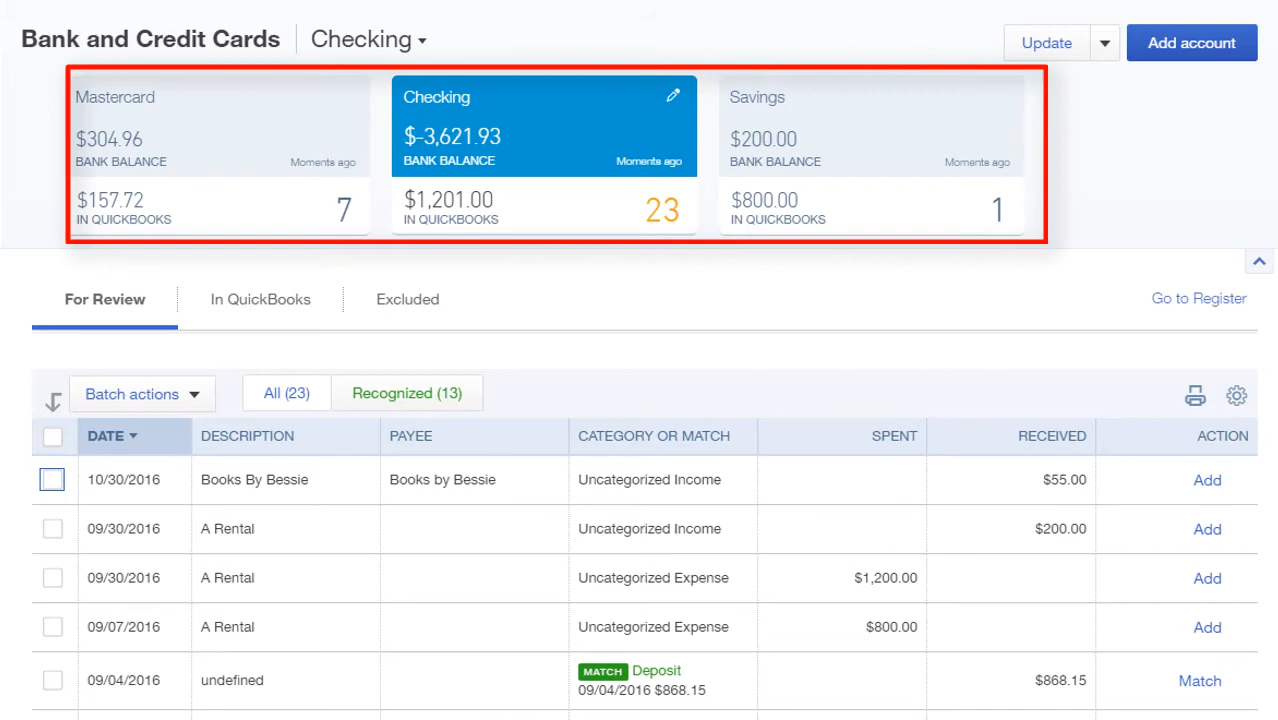 Bank and Credit Cards Checking
Update
Add account
Mastercard
$304.96
BANK BALANCE Moments ago
$157.72
IN QUICKBOOKS
7
Checking
$-3,621.93
BANK BALANCE Moments ago
$1,201.00
IN QUICKBOOKS
23
Savings
$200.00
BANK BALANCE Moments ago
$800.00
IN QUICKBOOKS
1
For Review In QuickBooks Excluded Go to Register
Batch actions All (23) Recognized (13)
DATE DESCRIPTION PAYEE CATEGORY OR MATCH SPENT RECEIVED ACTION
10/30/2016 Books By Bessie Books by Bessie Uncategorized Income $55.00 Add
09/30/2016 A Rental Uncategorized Income $200.00 Add
09/30/2016 A Rental Uncategorized Expense $1,200.00 Add
09/07/2016 A Rental Uncategorized Expense $800.00 Add
09/04/2016 undefined MATCH Deposit $868.15 Match
09/04/2016 $868.15